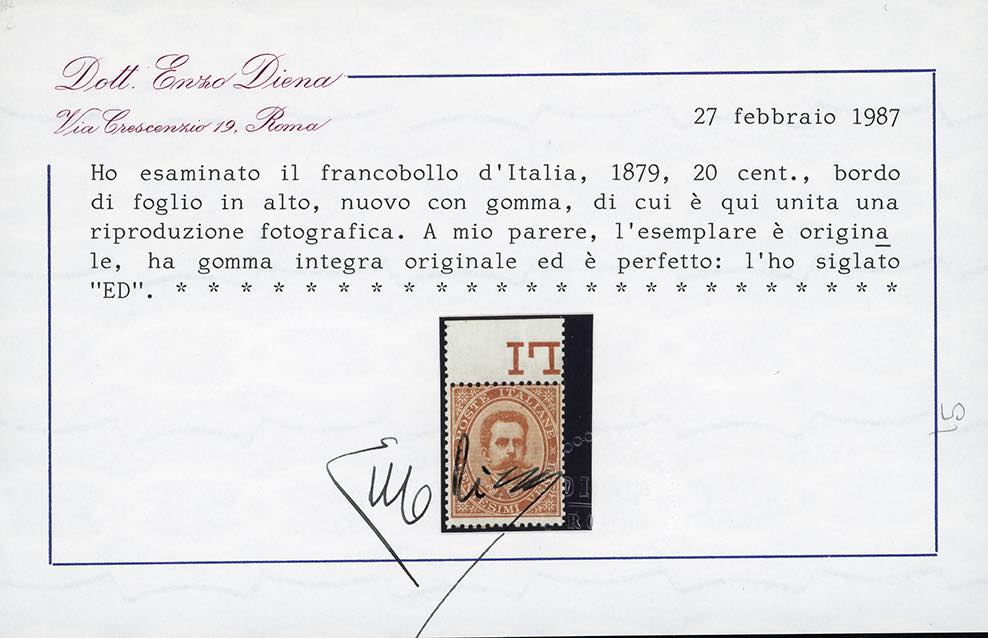 Dott. Enzo Diena
Via Crescenzio 19, Roma
27 febbraio 1987
Ho esaminato il francobollo d'Italia, 1879, 20 cent., bordo
di foglio in alto, nuovo con gomma, di cui è qui unita una
riproduzione fotografica. A mio parere, l'esemplare è origina
le, ha gomma integra originale ed è perfetto: l'ho siglato
"ED". * * * * * * * * * * * * * * * * * * * * * * *
LI
POSTE ITALIANE